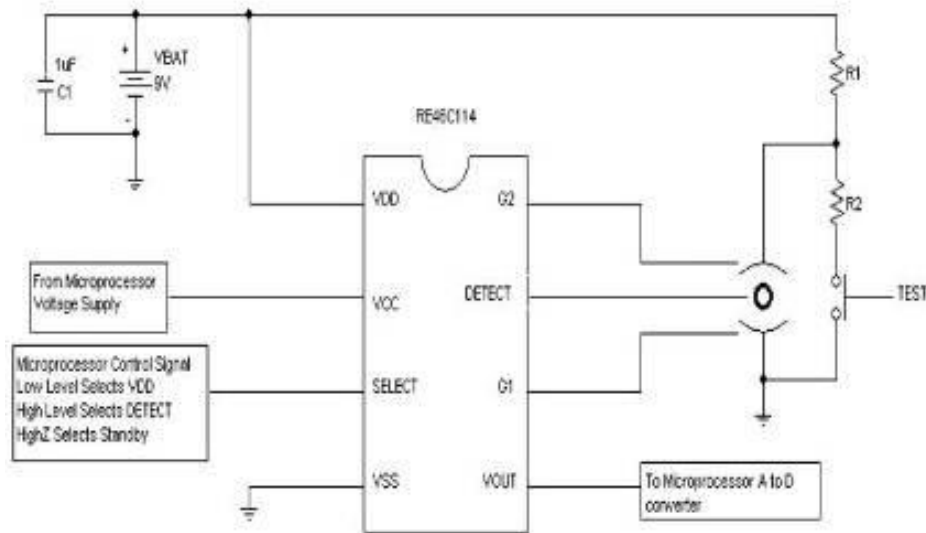 1uF
C1
+
VBAT
9V
-
R1
RE46C114
R2
VDD
G2
From Microprocessor
Voltage Supply
VCC
DETECT
TEST
Microprocessor Control Signal
Low Level Selects VDD
High Level Selects DETECT
HighZ Selects Standby
SELECT
G1
VSS
VOUT
To Microprocessor A to D
converter